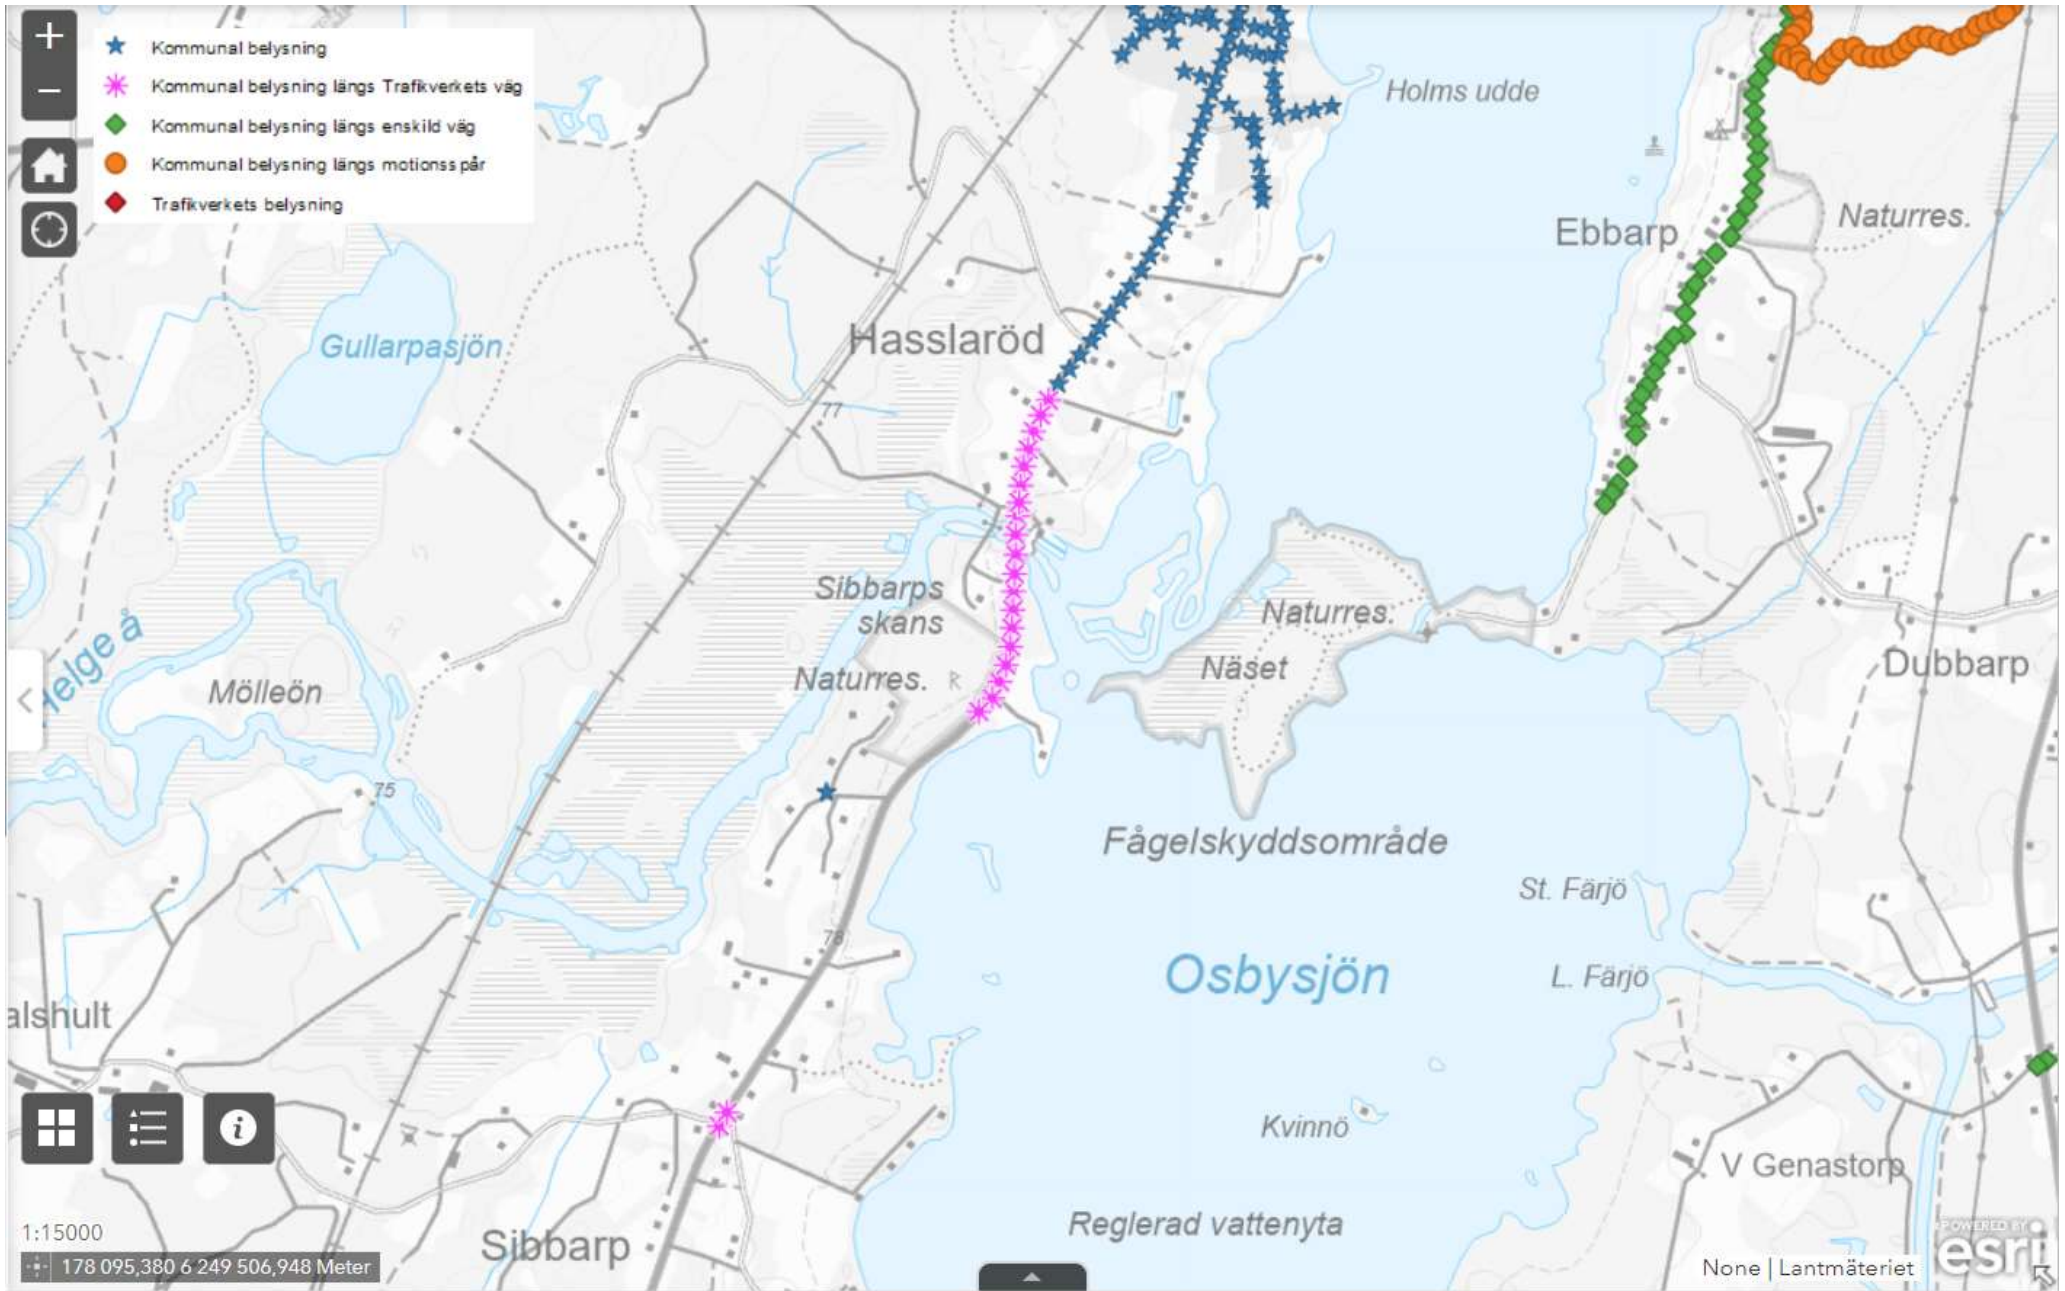 +
−
Kommunal belysning
Kommunal belysning längs Trafikverkets väg
Kommunal belysning längs enskild väg
Kommunal belysning längs motionsspår
Trafikverkets belysning
Holms udde
Ebbarp
Naturres.
Gullarpasjön
Hasslaröd
77
Sibbarps
skans
Naturres.
R
Helge å
Mölleön
75
Naturres.
Näset
Dubbarp
Fågelskyddsområde
St. Färjö
78
Osbysjön
L. Färjö
alshult
Kvinnö
V Genastorp
Reglerad vattenyta
Sibbarp
1:15000
178 095,380 6 249 506,948 Meter
None | Lantmäteriet
POWERED BY
esri